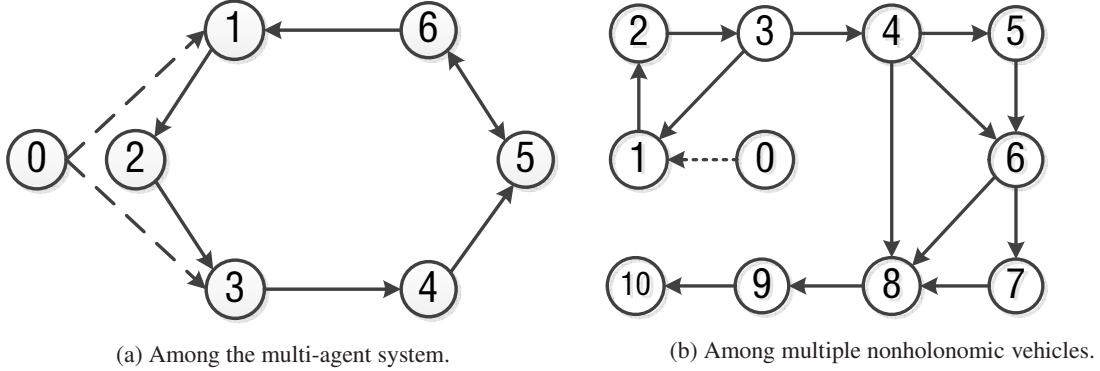 1 6
0 2 5
3 4
(a) Among the multi-agent system.
2 3 4 5
1 0 6
10 9 8 7
(b) Among multiple nonholonomic vehicles.